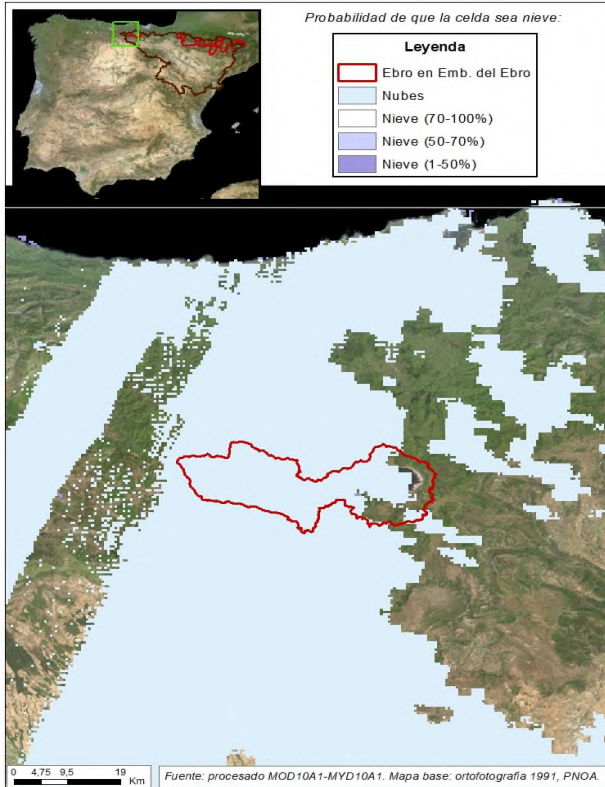 Probabilidad de que la celda sea nieve:
Leyenda
Ebro en Emb. del Ebro
Nubes
Nieve (70-100%)
Nieve (50-70%)
Nieve (1-50%)
0 4,75 9,5 19
Km
Fuente: procesado MOD10A1-MYD10A1. Mapa base: ortofotografía 1991, PNOA.